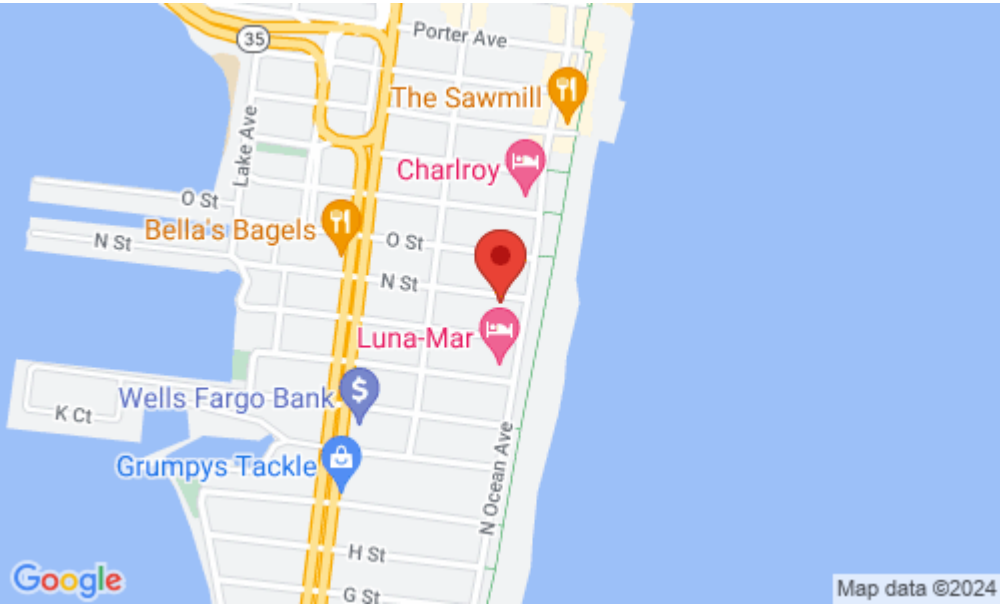 Porter Ave
35
The Sawmill
Lake Ave
Charlroy
O St
Bella's Bagels
O St
N St
N St
Luna-Mar
Wells Fargo Bank
$
K Ct
N Ocean Ave
Grumpys Tackle
H St
G St
Google
Map data ©2024